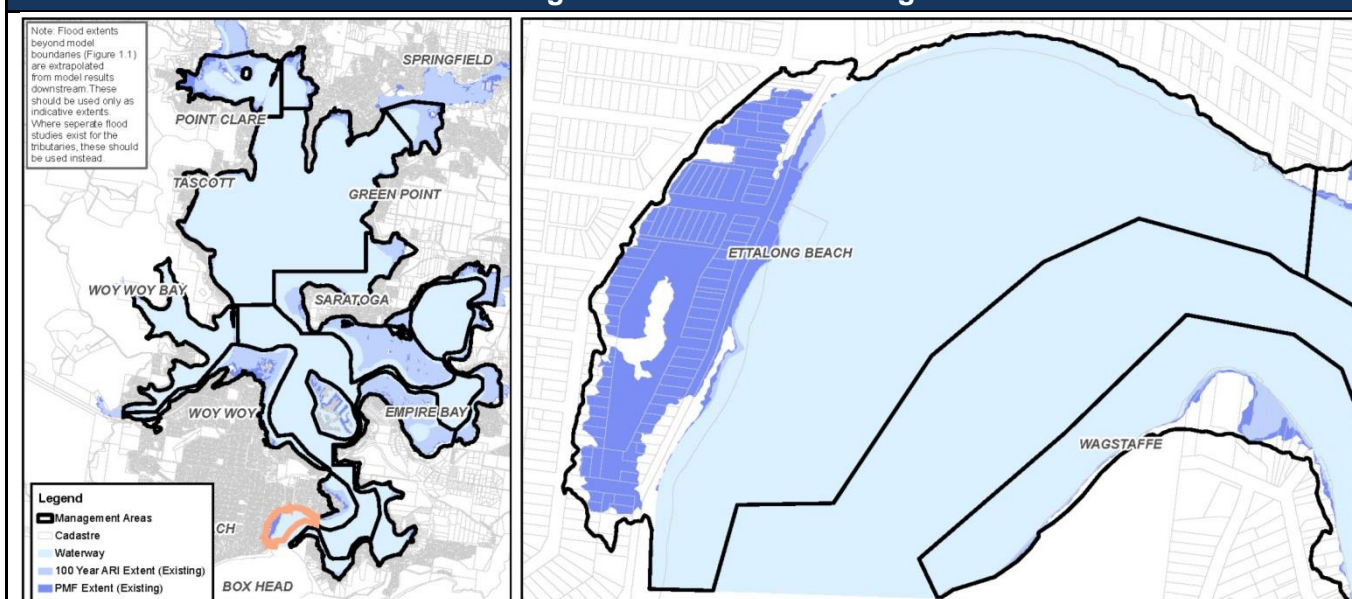 Note: Flood extents
beyond model
boundaries (Figure 1.1)
are extrapolated
from model results
downstream. These
should be used only as
indicative extents.
Where seperate flood
studies exist for the
tributaries, these should
be used instead.
SPRINGFIELD
POINT CLARE
TASCOTT
GREEN POINT
WOY WOY BAY
SARATOGA
WOY WOY
EMPIRE BAY
CH
BOX HEAD
Legend
Management Areas
Cadastre
Waterway
100 Year ARI Extent (Existing)
PMF Extent (Existing)
ETTALONG BEACH
WAGSTAFFE